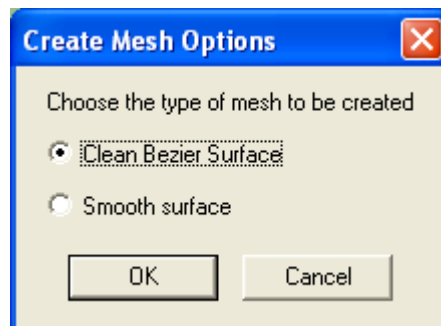 Create Mesh Options
Choose the type of mesh to be created
Clean Bezier Surface
Smooth surface
OK
Cancel